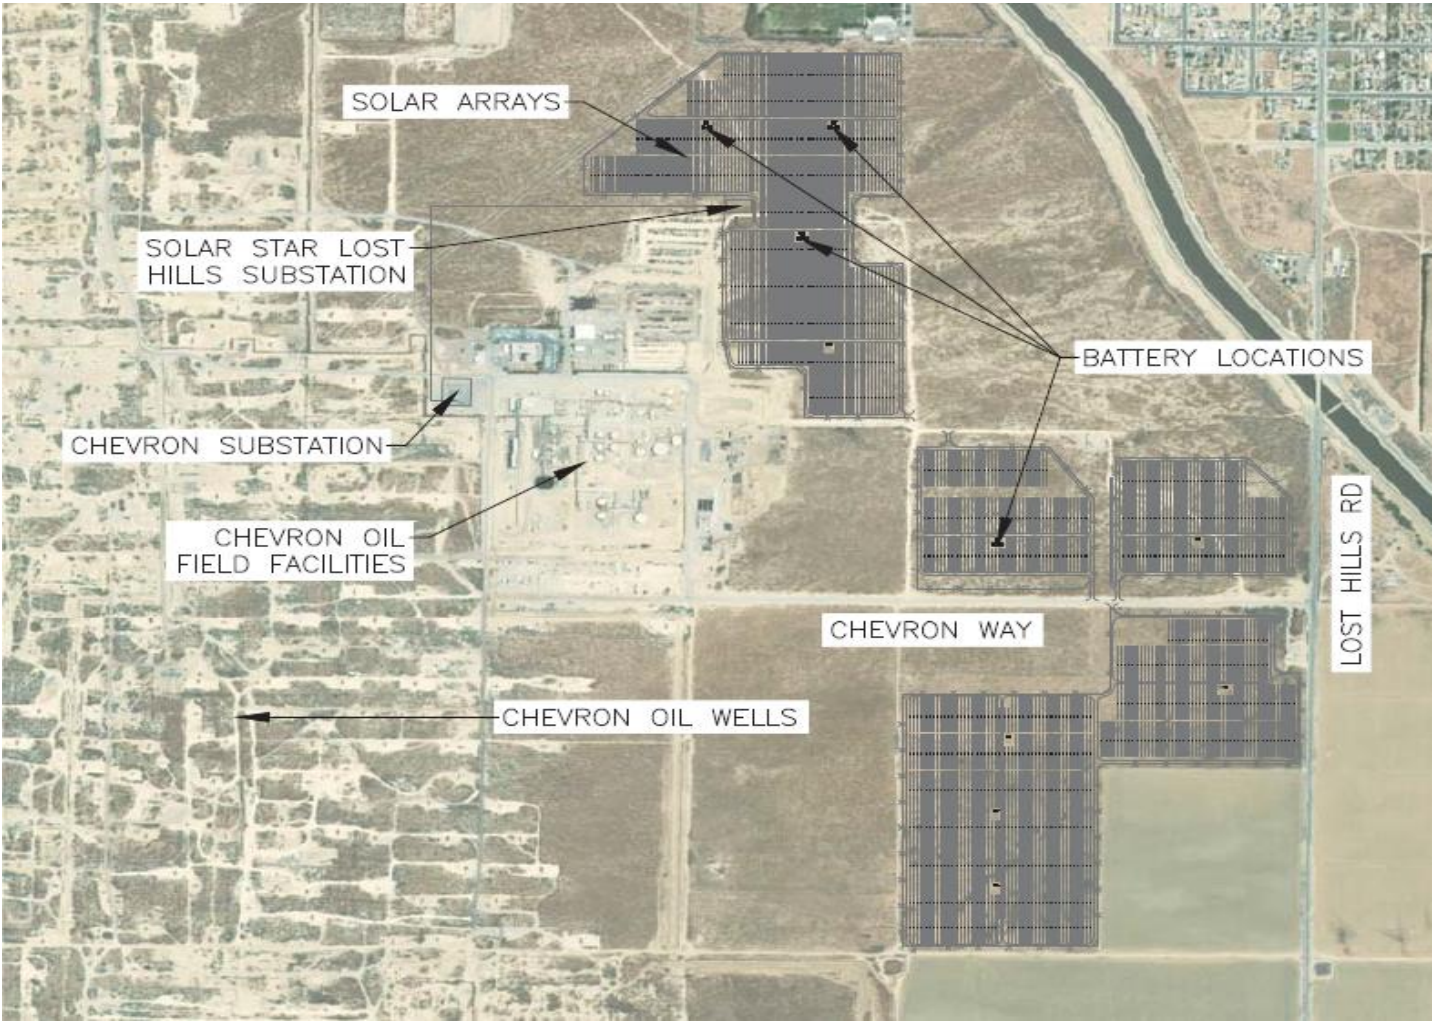 SOLAR ARRAYS
SOLAR STAR LOST
HILLS SUBSTATION
BATTERY LOCATIONS
CHEVRON SUBSTATION
CHEVRON OIL
FIELD FACILITIES
LOST HILLS RD
CHEVRON WAY
CHEVRON OIL WELLS